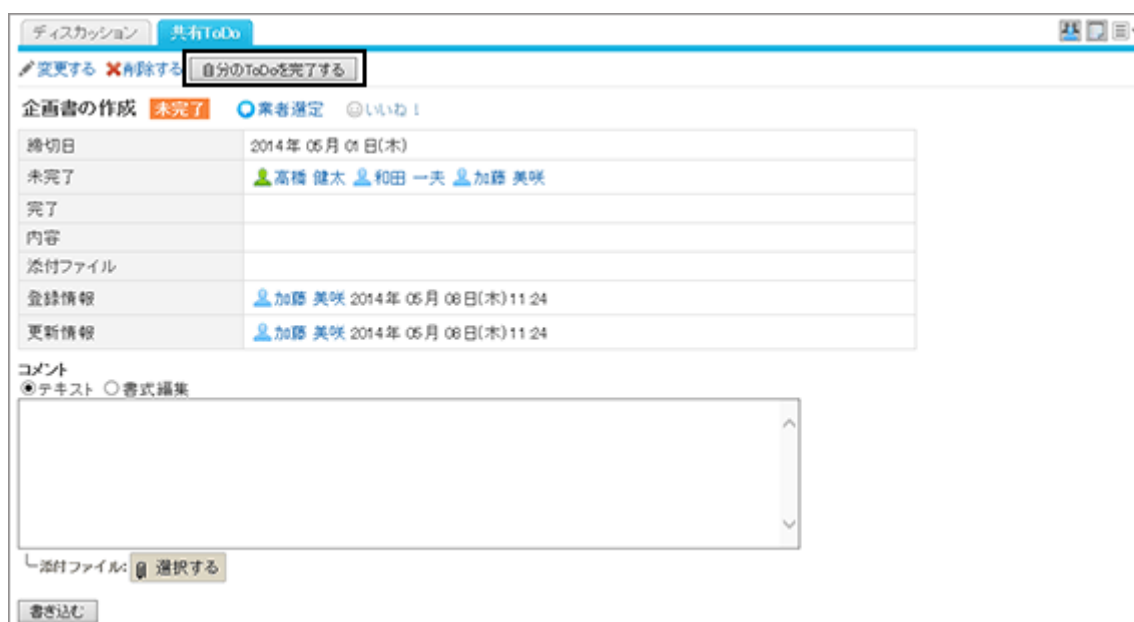 ディスカッション 共有ToDo
変更する 削除する 自分のToDoを完了する
企画書の作成 未完了 業者選定 いいね!
締切日 2014年 05月 01日(木)
未完了 高橋 健太 和田 一夫 加藤 美咲
完了
内容
添付ファイル
登録情報 加藤 美咲 2014年 05月 08日(木) 11:24
更新情報 加藤 美咲 2014年 05月 08日(木) 11:24
コメント
テキスト 書式編集
添付ファイル: 選択する
書き込む